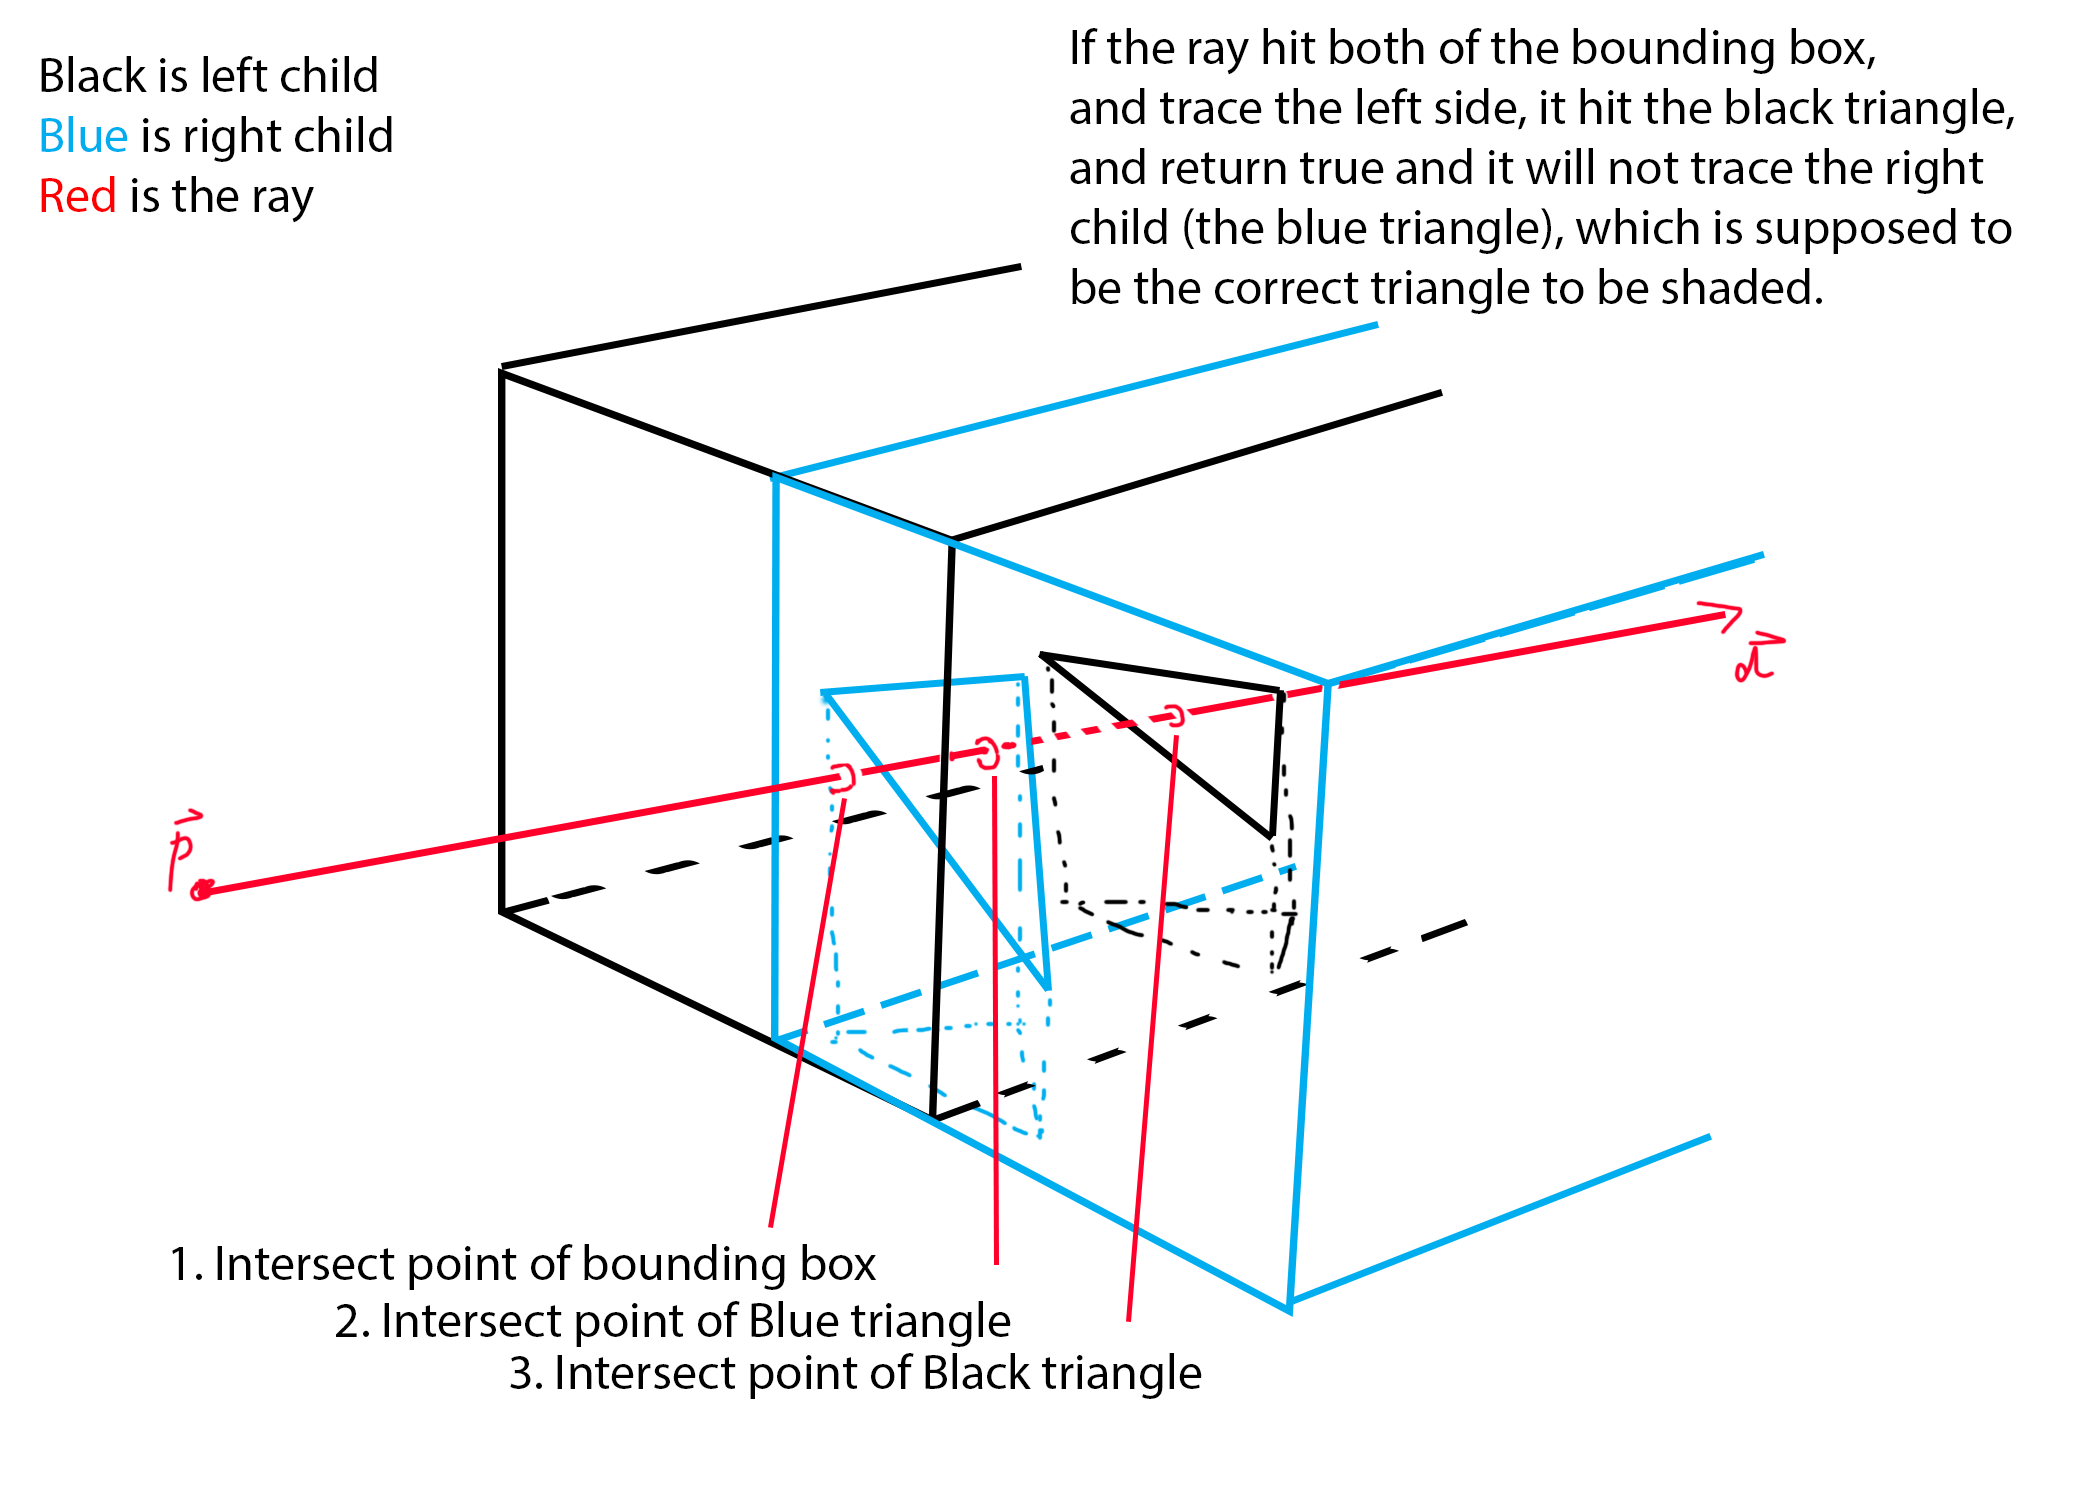 Black is left child
Blue is right child
Red is the ray
If the ray hit both of the bounding box,
and trace the left side, it hit the black triangle,
and return true and it will not trace the right
child (the blue triangle), which is supposed to
be the correct triangle to be shaded.
p
d
1. Intersect point of bounding box
2. Intersect point of Blue triangle
3. Intersect point of Black triangle